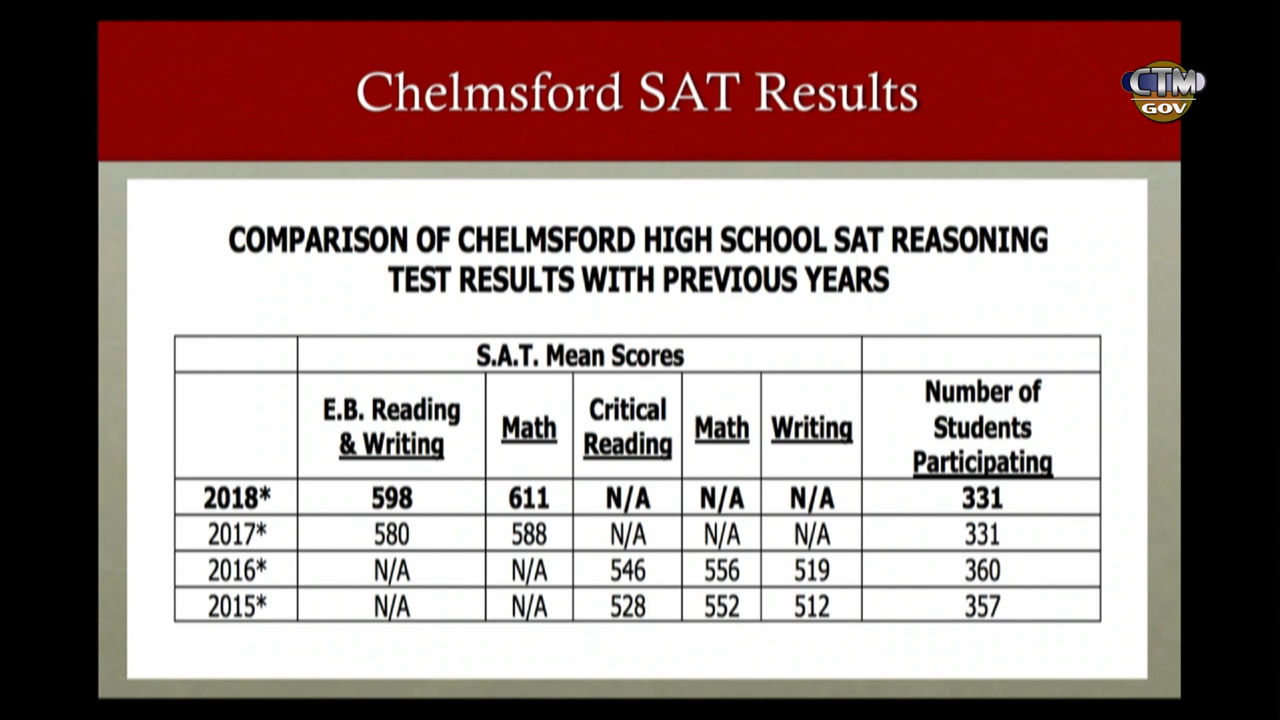 Chelmsford SAT Results
CTM
GOV
COMPARISON OF CHELMSFORD HIGH SCHOOL SAT REASONING
TEST RESULTS WITH PREVIOUS YEARS
S.A.T. Mean Scores
E.B. Reading & Writing Math Critical Reading Math Writing Number of Students Participating
2018* 598 611 N/A N/A N/A 331
2017* 580 588 N/A N/A N/A 331
2016* N/A N/A 546 556 519 360
2015* N/A N/A 528 552 512 357